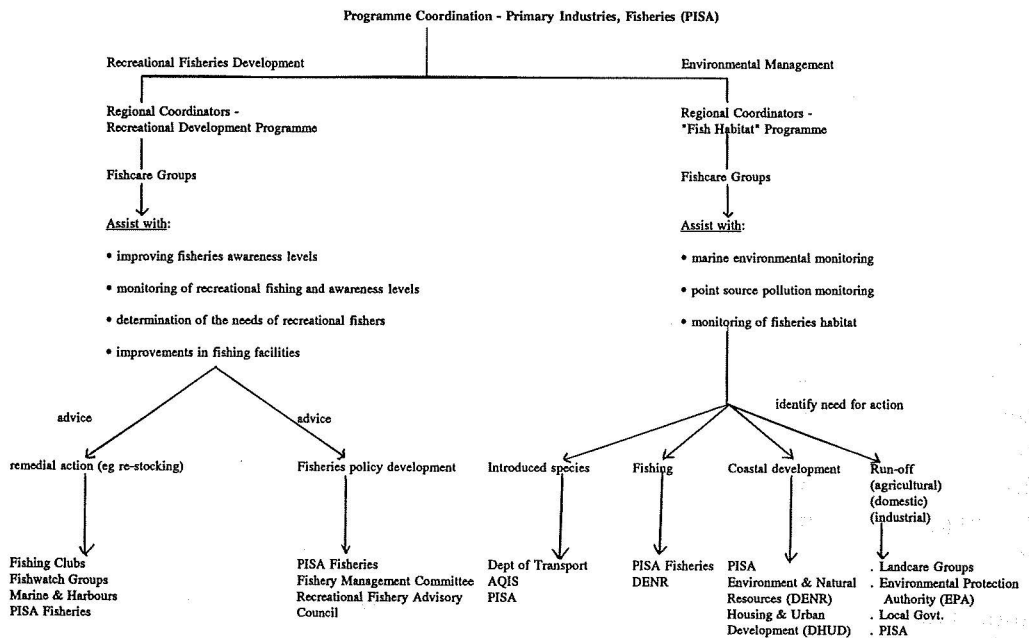 Programme Coordination - Primary Industries, Fisheries (PISA)
Recreational Fisheries Development
Environmental Management
Regional Coordinators -
Recreational Development Programme
Regional Coordinators -
"Fish Habitat" Programme
Fishcare Groups
Fishcare Groups
Assist with:
• improving fisheries awareness levels
• monitoring of recreational fishing and awareness levels
• determination of the needs of recreational fishers
• improvements in fishing facilities
Assist with:
• marine environmental monitoring
• point source pollution monitoring
• monitoring of fisheries habitat
advice
advice
identify need for action
remedial action (eg re-stocking)
Fisheries policy development
Introduced species
Fishing
Coastal development
Run-off
(agricultural)
(domestic)
(industrial)
Fishing Clubs
Fishwatch Groups
Marine & Harbours
PISA Fisheries
PISA Fisheries
Fishery Management Committee
Recreational Fishery Advisory
Council
Dept of Transport
AQIS
PISA
PISA Fisheries
DENR
PISA
Environment & Natural
Resources (DENR)
Housing & Urban
Development (DHUD)
. Landcare Groups
. Environmental Protection
Authority (EPA)
. Local Govt.
. PISA